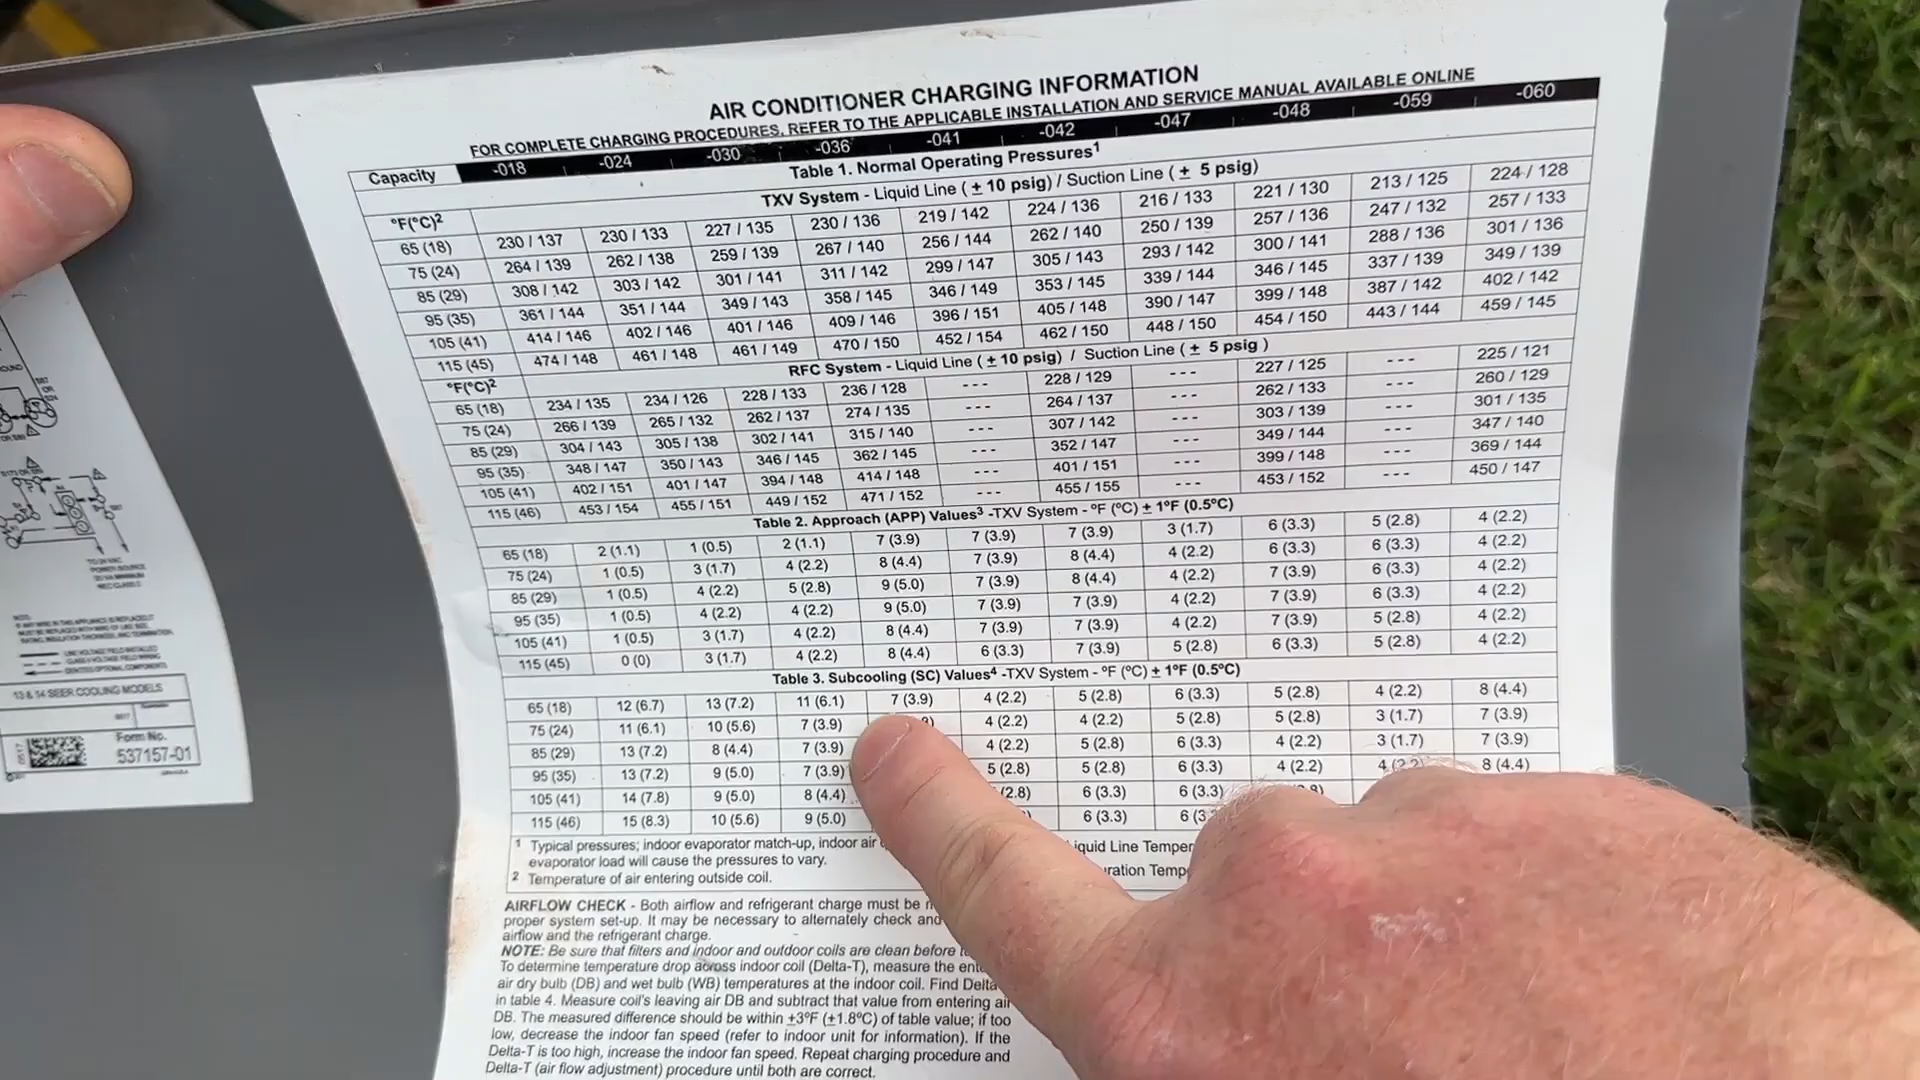 AIR CONDITIONER CHARGING INFORMATION
FOR COMPLETE CHARGING PROCEDURES, REFER TO THE APPLICABLE INSTALLATION AND SERVICE MANUAL AVAILABLE ONLINE
Capacity -018 -024 -030 -036 -041 -042 -047 -048 -059 -060
Table 1. Normal Operating Pressures¹
TXV System - Liquid Line ( ± 10 psig) / Suction Line ( ± 5 psig)
ºF(ºC)²
65 (18) 230 / 137 230 / 133 227 / 135 230 / 136 219 / 142 224 / 136 216 / 133 221 / 130 213 / 125 224 / 128
75 (24) 264 / 139 262 / 138 259 / 139 267 / 140 256 / 144 262 / 140 250 / 139 257 / 136 247 / 132 257 / 133
85 (29) 308 / 142 303 / 142 301 / 141 311 / 142 299 / 147 305 / 143 293 / 142 300 / 141 288 / 136 301 / 136
95 (35) 361 / 144 351 / 144 349 / 143 358 / 145 346 / 149 353 / 145 339 / 144 346 / 145 337 / 139 349 / 139
105 (41) 414 / 146 402 / 146 401 / 146 409 / 146 396 / 151 405 / 148 390 / 147 399 / 148 387 / 142 402 / 142
115 (45) 474 / 148 461 / 148 461 / 149 470 / 150 452 / 154 462 / 150 448 / 150 454 / 150 443 / 144 459 / 145
RFC System - Liquid Line ( ± 10 psig) / Suction Line ( ± 5 psig )
ºF(ºC)²
65 (18) 234 / 135 234 / 126 228 / 133 236 / 128 - - - 228 / 129 - - - 227 / 125 - - - 225 / 121
75 (24) 266 / 139 265 / 132 262 / 137 274 / 135 - - - 264 / 137 - - - 262 / 133 - - - 260 / 129
85 (29) 304 / 143 305 / 138 302 / 141 315 / 140 - - - 307 / 142 - - - 303 / 139 - - - 301 / 135
95 (35) 348 / 147 350 / 143 346 / 145 362 / 145 - - - 352 / 147 - - - 349 / 144 - - - 347 / 140
105 (41) 402 / 151 401 / 147 394 / 148 414 / 148 - - - 401 / 151 - - - 399 / 148 - - - 369 / 144
115 (46) 453 / 154 455 / 151 449 / 152 471 / 152 - - - 455 / 155 - - - 453 / 152 - - - 450 / 147
Table 2. Approach (APP) Values³ -TXV System - ºF (ºC) ± 1ºF (0.5ºC)
65 (18) 2 (1.1) 1 (0.5) 2 (1.1) 7 (3.9) 7 (3.9) 7 (3.9) 3 (1.7) 6 (3.3) 5 (2.8) 4 (2.2)
75 (24) 1 (0.5) 3 (1.7) 4 (2.2) 8 (4.4) 7 (3.9) 8 (4.4) 4 (2.2) 6 (3.3) 6 (3.3) 4 (2.2)
85 (29) 1 (0.5) 4 (2.2) 5 (2.8) 9 (5.0) 7 (3.9) 8 (4.4) 4 (2.2) 7 (3.9) 6 (3.3) 4 (2.2)
95 (35) 1 (0.5) 4 (2.2) 4 (2.2) 9 (5.0) 7 (3.9) 7 (3.9) 4 (2.2) 7 (3.9) 6 (3.3) 4 (2.2)
105 (41) 1 (0.5) 3 (1.7) 4 (2.2) 8 (4.4) 7 (3.9) 7 (3.9) 4 (2.2) 7 (3.9) 5 (2.8) 4 (2.2)
115 (45) 0 (0) 3 (1.7) 4 (2.2) 8 (4.4) 6 (3.3) 7 (3.9) 5 (2.8) 6 (3.3) 5 (2.8) 4 (2.2)
Table 3. Subcooling (SC) Values⁴ -TXV System - ºF (ºC) ± 1ºF (0.5ºC)
65 (18) 12 (6.7) 13 (7.2) 11 (6.1) 7 (3.9) 4 (2.2) 5 (2.8) 6 (3.3) 5 (2.8) 4 (2.2) 8 (4.4)
75 (24) 11 (6.1) 10 (5.6) 7 (3.9) 4 (2.2) 4 (2.2) 5 (2.8) 5 (2.8) 3 (1.7) 7 (3.9)
85 (29) 13 (7.2) 8 (4.4) 7 (3.9) 4 (2.2) 5 (2.8) 6 (3.3) 4 (2.2) 3 (1.7) 7 (3.9)
95 (35) 13 (7.2) 9 (5.0) 7 (3.9) 5 (2.8) 5 (2.8) 6 (3.3) 4 (2.2) 4 (2.2) 8 (4.4)
105 (41) 14 (7.8) 9 (5.0) 8 (4.4) (2.8) 6 (3.3) 6 (3.3)
115 (46) 15 (8.3) 10 (5.6) 9 (5.0) 6 (3.3)
¹ Typical pressures; indoor evaporator match-up, indoor air
evaporator load will cause the pressures to vary.
² Temperature of air entering outside coil.
Liquid Line
AIRFLOW CHECK - Both airflow and refrigerant charge must be
proper system set-up. It may be necessary to alternately check and
airflow and the refrigerant charge.
NOTE: Be sure that filters and indoor and outdoor coils are clean before
To determine temperature drop across indoor coil (Delta-T), measure the
air dry bulb (DB) and wet bulb (WB) temperatures at the indoor coil. Find Delta
in table 4. Measure coil's leaving air DB and subtract that value from entering air
DB. The measured difference should be within ±3ºF (±1.8ºC) of table value; if too
low, decrease the indoor fan speed (refer to indoor unit for information). If the
Delta-T is too high, increase the indoor fan speed. Repeat charging procedure and
Delta-T (air flow adjustment) procedure until both are correct.
13 & 14 SEER COOLING MODELS
Form No.
537157-01